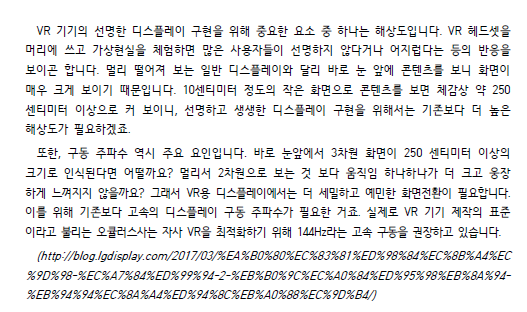 VR 기기의 선명한 디스플레이 구현을 위해 중요한 요소 중 하나는 해상도입니다. VR 헤드셋을
머리에 쓰고 가상현실을 체험하면 많은 사용자들이 선명하지 않다거나 어지럽다는 등의 반응을
보이곤 합니다. 멀리 떨어져 보는 일반 디스플레이와 달리 바로 눈 앞에 콘텐츠를 보니 화면이
매우 크게 보이기 때문입니다. 10센티미터 정도의 작은 화면으로 콘텐츠를 보면 체감상 약 250
센티미터 이상으로 커 보이니, 선명하고 생생한 디스플레이 구현을 위해서는 기존보다 더 높은
해상도가 필요하겠죠.
또한, 구동 주파수 역시 주요 요인입니다. 바로 눈앞에서 3차원 화면이 250 센티미터 이상의
크기로 인식된다면 어떨까요? 멀리서 2차원으로 보는 것 보다 움직임 하나하나가 더 크고 웅장
하게 느껴지지 않을까요? 그래서 VR용 디스플레이에서는 더 세밀하고 예민한 화면전환이 필요합니다.
이를 위해 기존보다 고속의 디스플레이 구동 주파수가 필요한 거죠. 실제로 VR 기기 제작의 표준
이라고 불리는 오큘러스사는 자사 VR을 최적화하기 위해 144Hz라는 고속 구동을 권장하고 있습니다.
(http://blog.lgdisplay.com/2017/03/%EA%B0%80%EC%83%81%ED%98%84%EC%8B%A4%EC
%9D%98-%EC%A7%84%ED%99%94-2-%EB%B0%9C%EC%A0%84%ED%95%98%EB%8A%94-
%EB%94%94%EC%8A%A4%ED%94%8C%EB%A0%88%EC%9D%B4/)